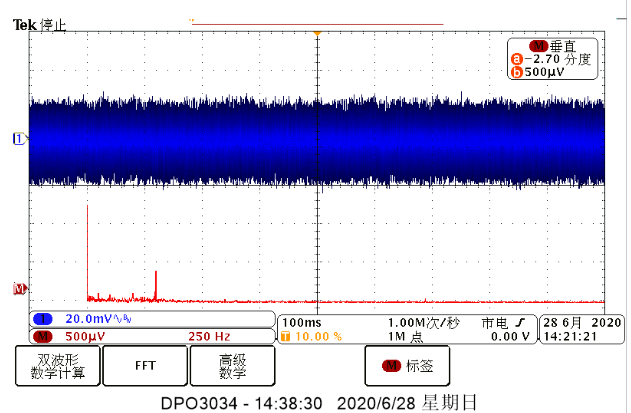 Tek 停止
M 垂直
a -2.70 分度
b 500μV
1
M
1 20.0mV∿
M 500μV 250 Hz
100ms 1.00M次/秒 市电 ʃ
T 10.00 % 1M 点 0.00 V
28 6月 2020
14:21:21
双波形
数学计算
FFT
高级
数学
M 标签
DPO3034 - 14:38:30 2020/6/28 星期日